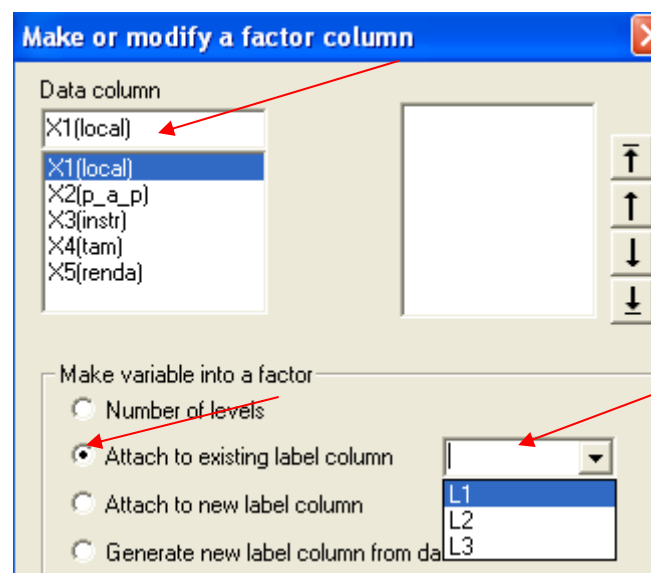 Make or modify a factor column
Data column
X1(local)
X1(local)
X2(p_a_p)
X3(instr)
X4(tam)
X5(renda)
Make variable into a factor
Number of levels
Attach to existing label column
L1
L2
L3
Attach to new label column
Generate new label column from da